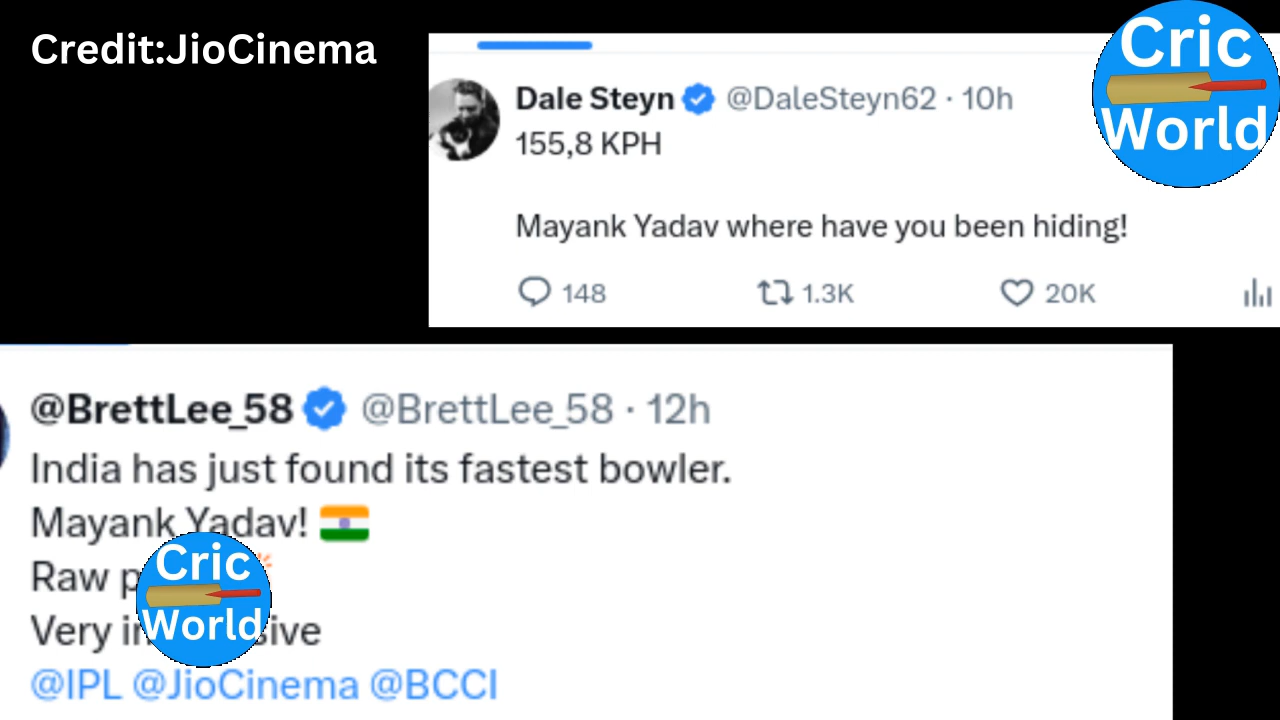 Credit:JioCinema
Cric
World
Dale Steyn @DaleSteyn62 · 10h
155,8 KPH
Mayank Yadav where have you been hiding!
148 1.3K 20K
@BrettLee_58 @BrettLee_58 · 12h
India has just found its fastest bowler.
Mayank Yadav!
Raw
Cric
World
Very
@IPL @JioCinema @BCCI